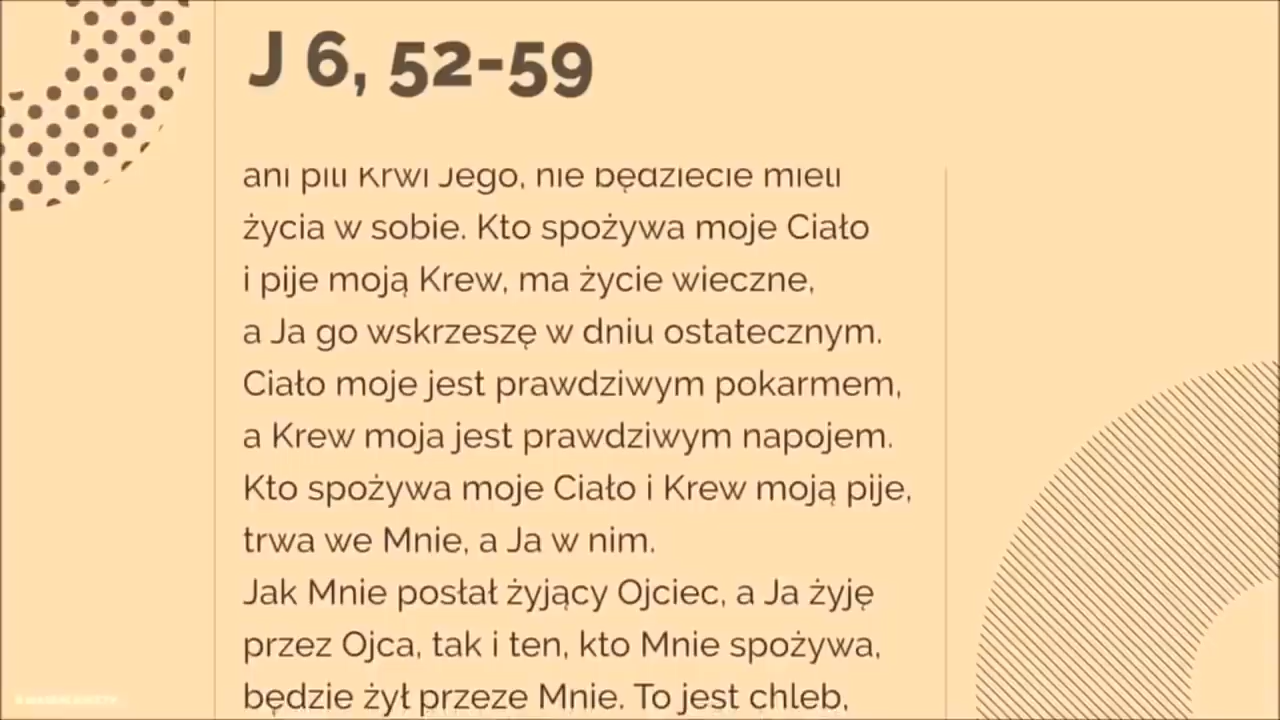 J 6, 52-59
ani pili Krwi Jego, nie będziecie mieli
życia w sobie. Kto spożywa moje Ciało
i pije moją Krew, ma życie wieczne,
a Ja go wskrzeszę w dniu ostatecznym.
Ciało moje jest prawdziwym pokarmem,
a Krew moja jest prawdziwym napojem.
Kto spożywa moje Ciało i Krew moją pije,
trwa we Mnie, a Ja w nim.
Jak Mnie posłał żyjący Ojciec, a Ja żyję
przez Ojca, tak i ten, kto Mnie spożywa,
będzie żył przeze Mnie. To jest chleb,